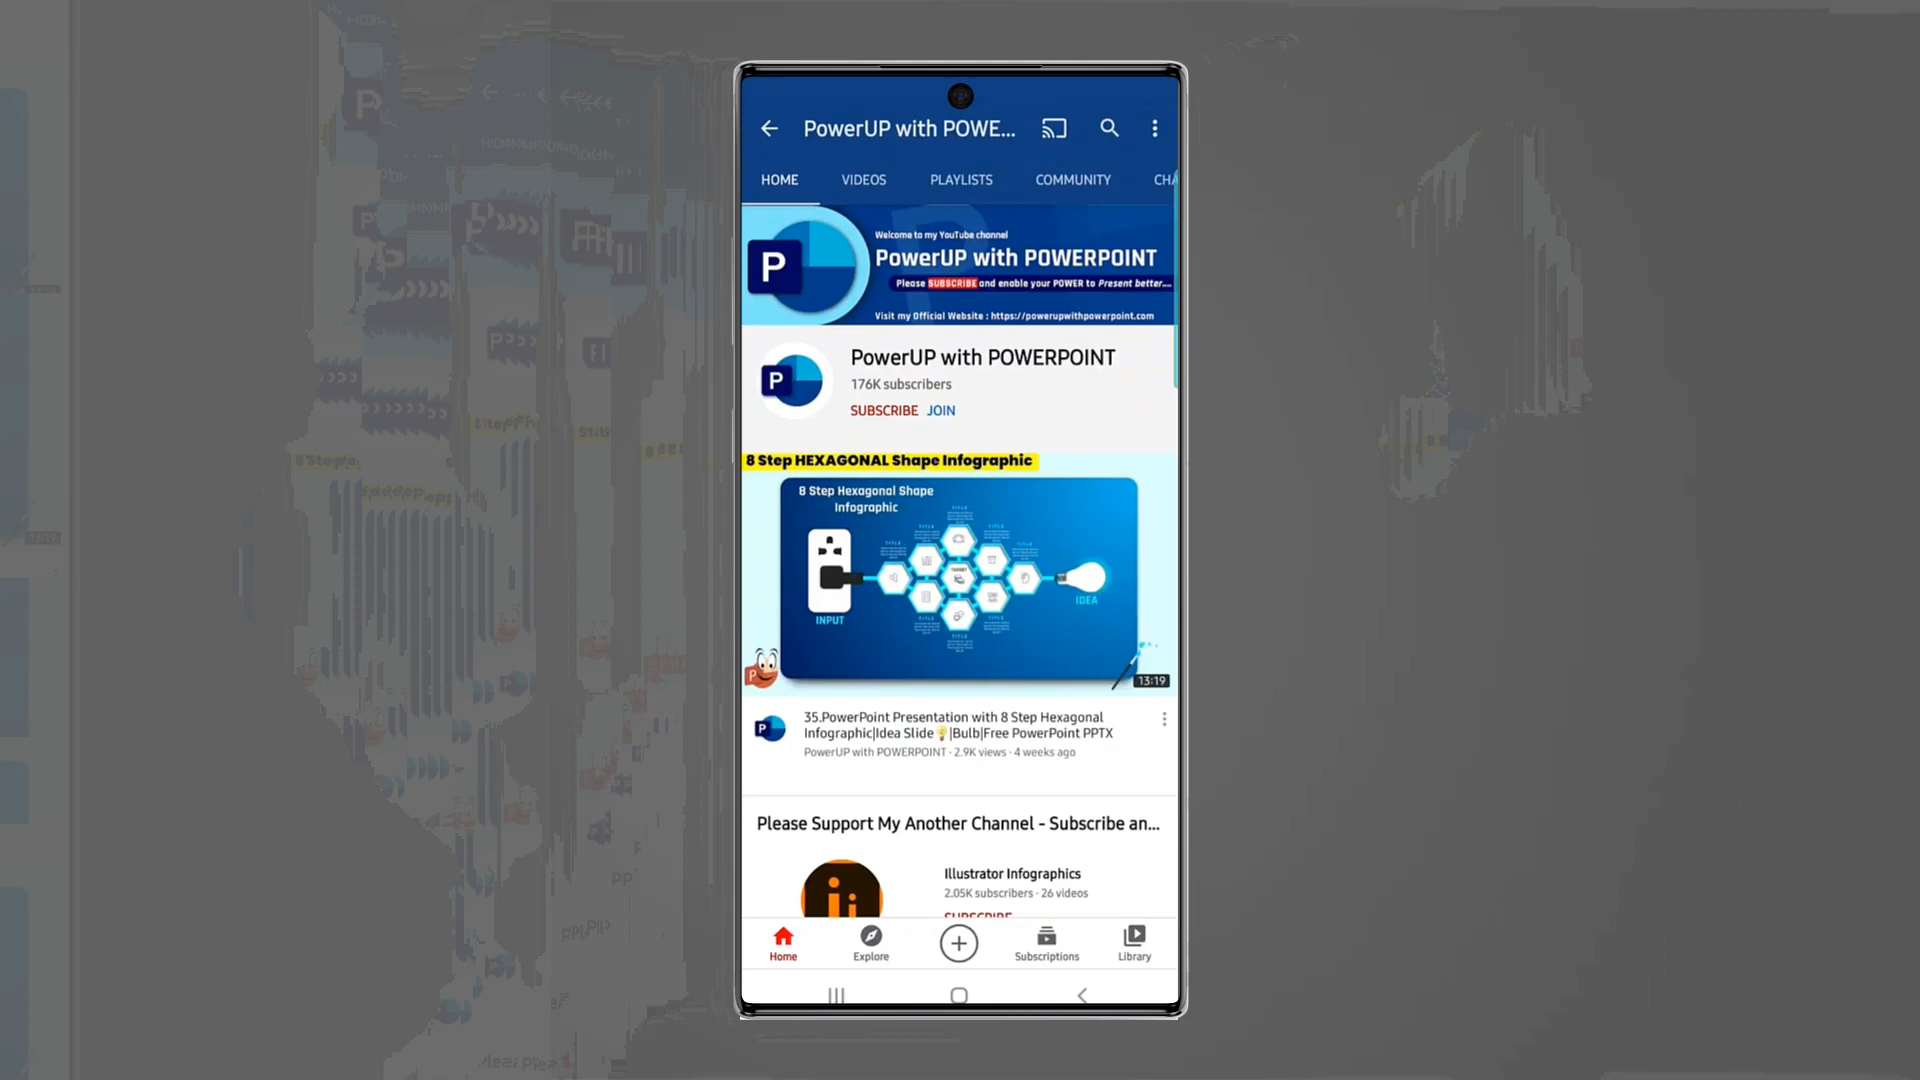 PowerUP with POWE...
HOME VIDEOS PLAYLISTS COMMUNITY CHA
Welcome to my YouTube channel
P
PowerUP with POWERPOINT
Please SUBSCRIBE and enable your POWER to Present better....
Visit my Official Website : https://powerupwithpowerpoint.com
P
PowerUP with POWERPOINT
176K subscribers
SUBSCRIBE JOIN
8 Step HEXAGONAL Shape Infographic
8 Step Hexagonal Shape
Infographic
TARGET
INPUT
IDEA
P
13:19
P
35.PowerPoint Presentation with 8 Step Hexagonal
Infographic|Idea Slide💡|Bulb|Free PowerPoint PPTX
PowerUP with POWERPOINT · 2.9K views · 4 weeks ago
Please Support My Another Channel - Subscribe an...
Illustrator Infographics
2.05K subscribers · 26 videos
SUBSCRIBE
Home Explore Subscriptions Library